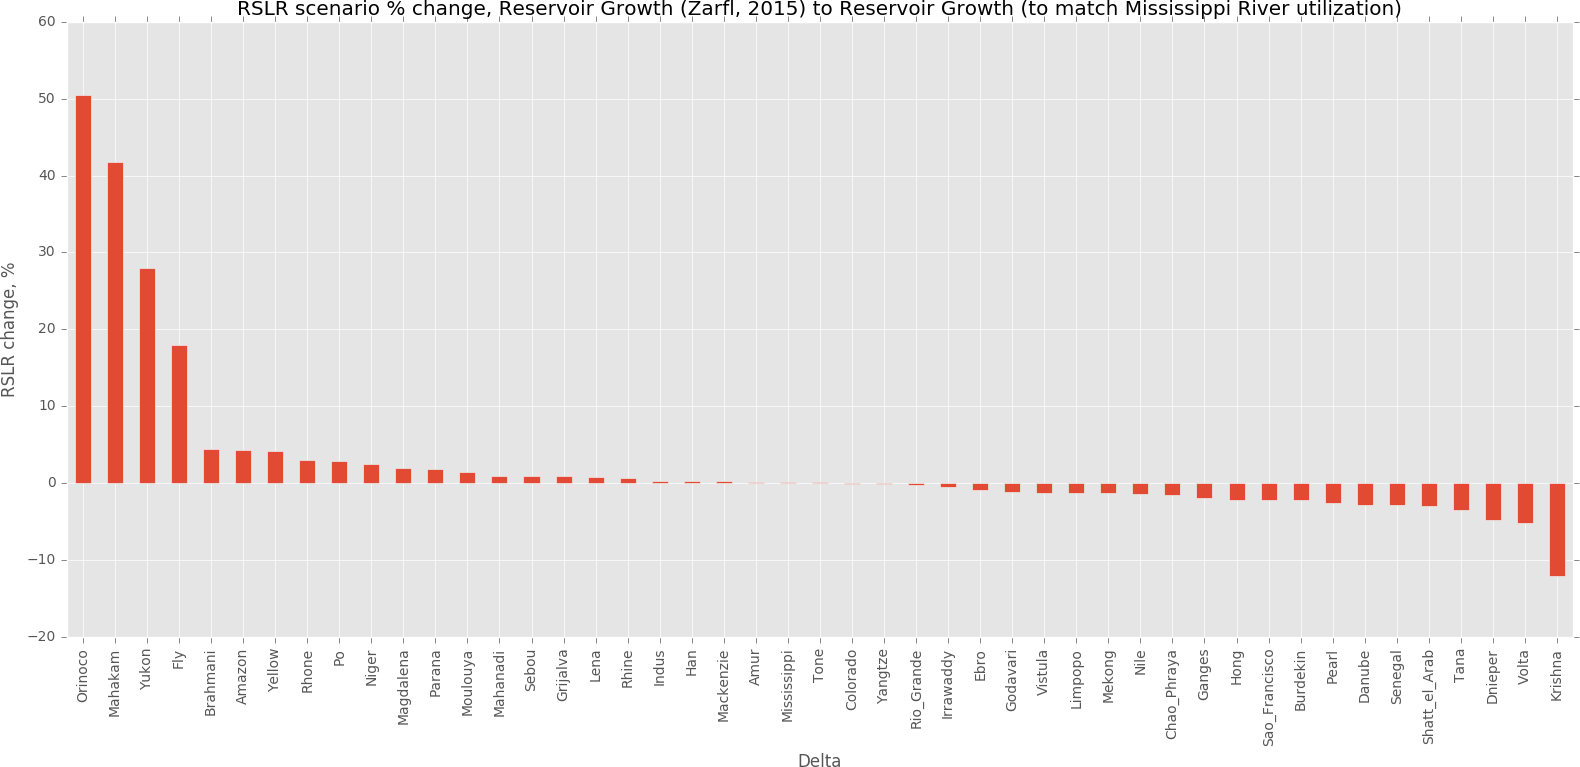 RSLR scenario % change, Reservoir Growth (Zarfl, 2015) to Reservoir Growth (to match Mississippi River utilization)
60
50
40
30
20
10
0
−10
−20
RSLR change, %
Orinoco
Mahakam
Yukon
Fly
Brahmani
Amazon
Yellow
Rhone
Po
Niger
Magdalena
Parana
Moulouya
Mahanadi
Sebou
Grijalva
Lena
Rhine
Indus
Han
Mackenzie
Amur
Mississippi
Tone
Colorado
Yangtze
Rio_Grande
Irrawaddy
Ebro
Godavari
Vistula
Limpopo
Mekong
Nile
Chao_Phraya
Ganges
Hong
Sao_Francisco
Burdekin
Pearl
Danube
Senegal
Shatt_el_Arab
Tana
Dnieper
Volta
Krishna
Delta